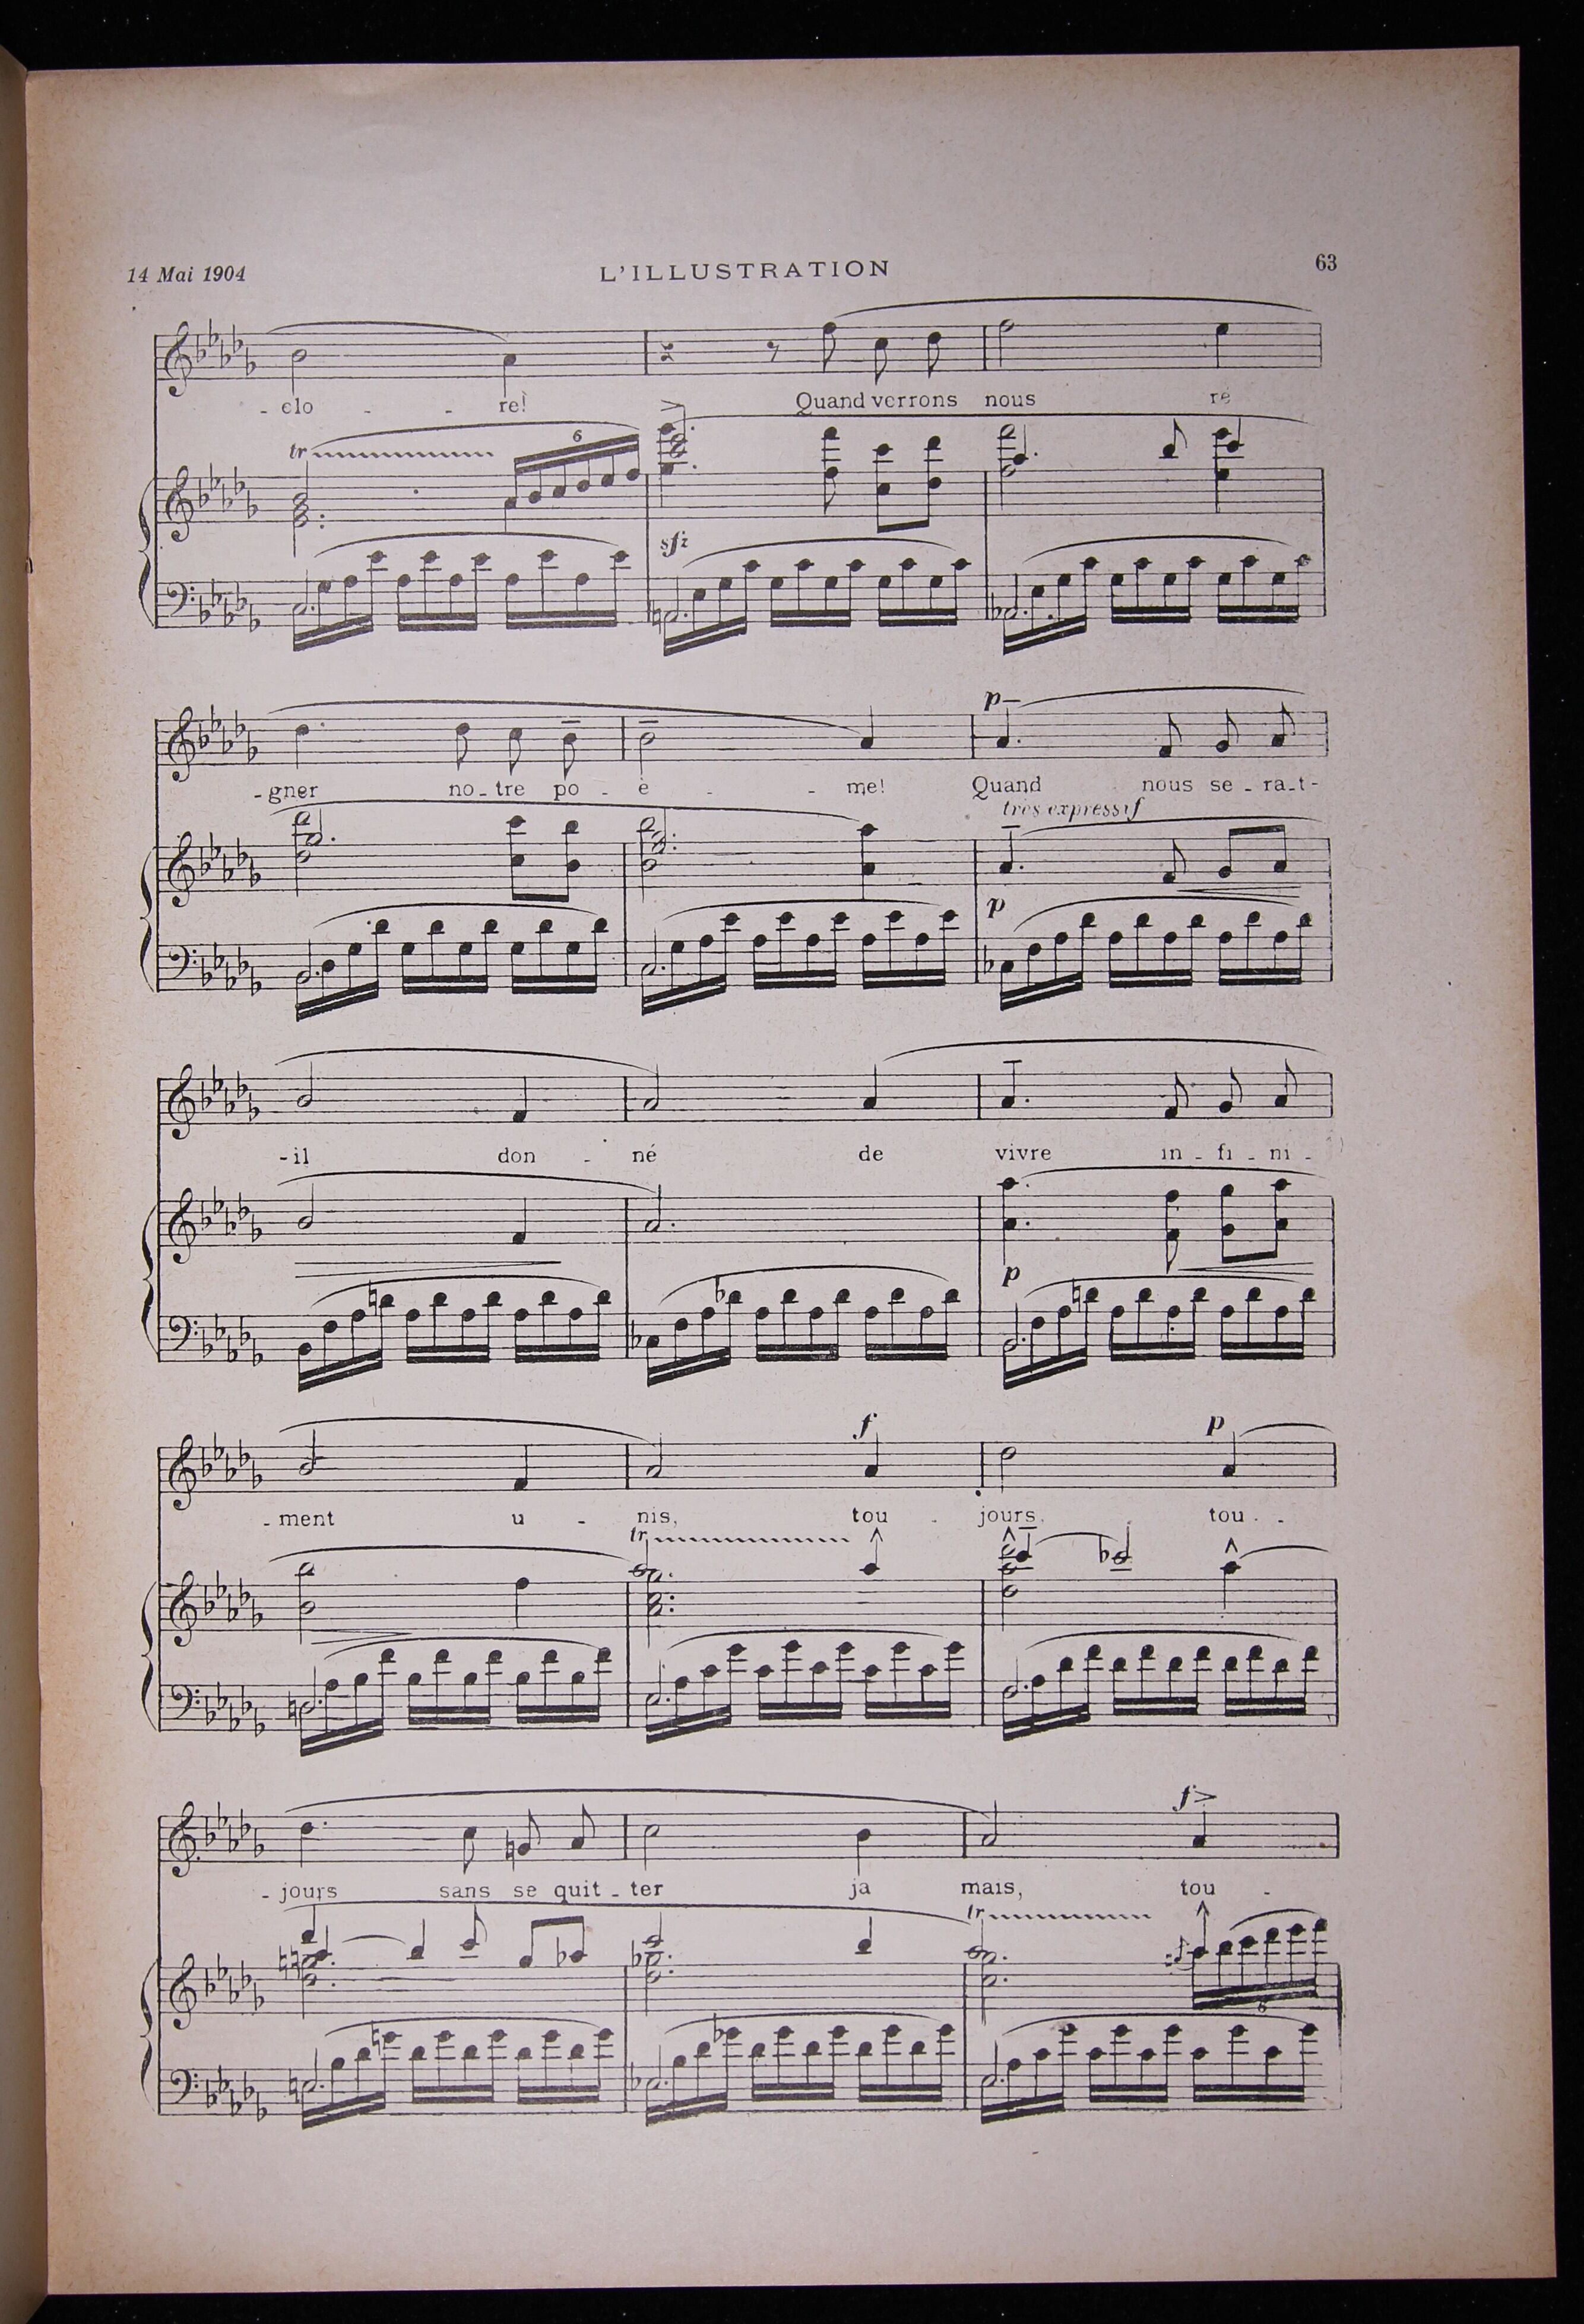 14 Mai 1904
L'ILLUSTRATION
63
- clo - - re! Quand verrons nous ré
tr 6
sfz
p
- gner no - tre po - è - - me! Quand nous se - ra - t -
très expressif
p
- il don - né de vivre in - fi - ni -
p
f p
- ment u - nis, tou - jours, tou - -
tr
f
- jours sans se quit - ter ja mais, tou -
tr
6